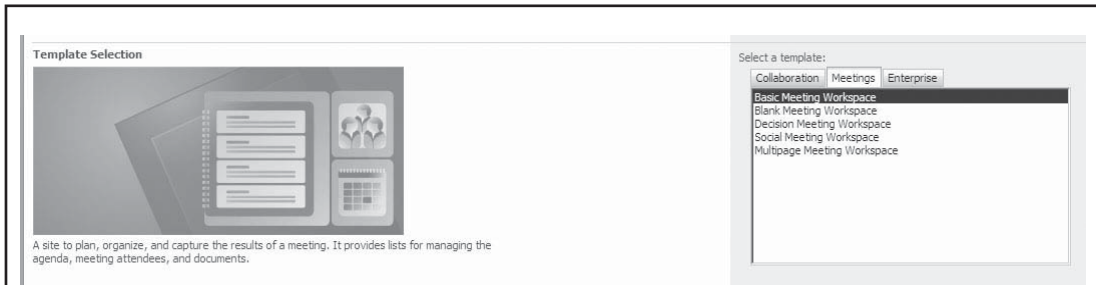 Template Selection
A site to plan, organize, and capture the results of a meeting. It provides lists for managing the
agenda, meeting attendees, and documents.
Select a template:
Collaboration Meetings Enterprise
Basic Meeting Workspace
Blank Meeting Workspace
Decision Meeting Workspace
Social Meeting Workspace
Multipage Meeting Workspace